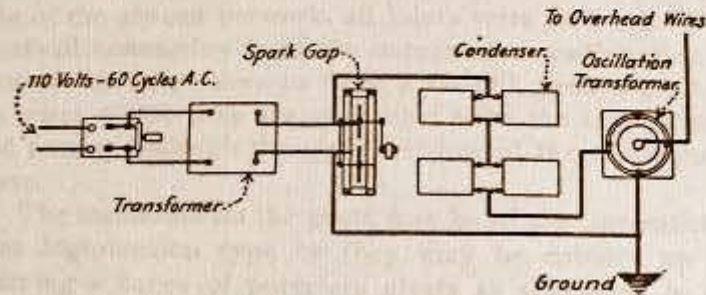 To Overhead Wires
Spark Gap
Condenser
Oscillation
Transformer
110 Volts-60 Cycles A.C.
Transformer
Ground